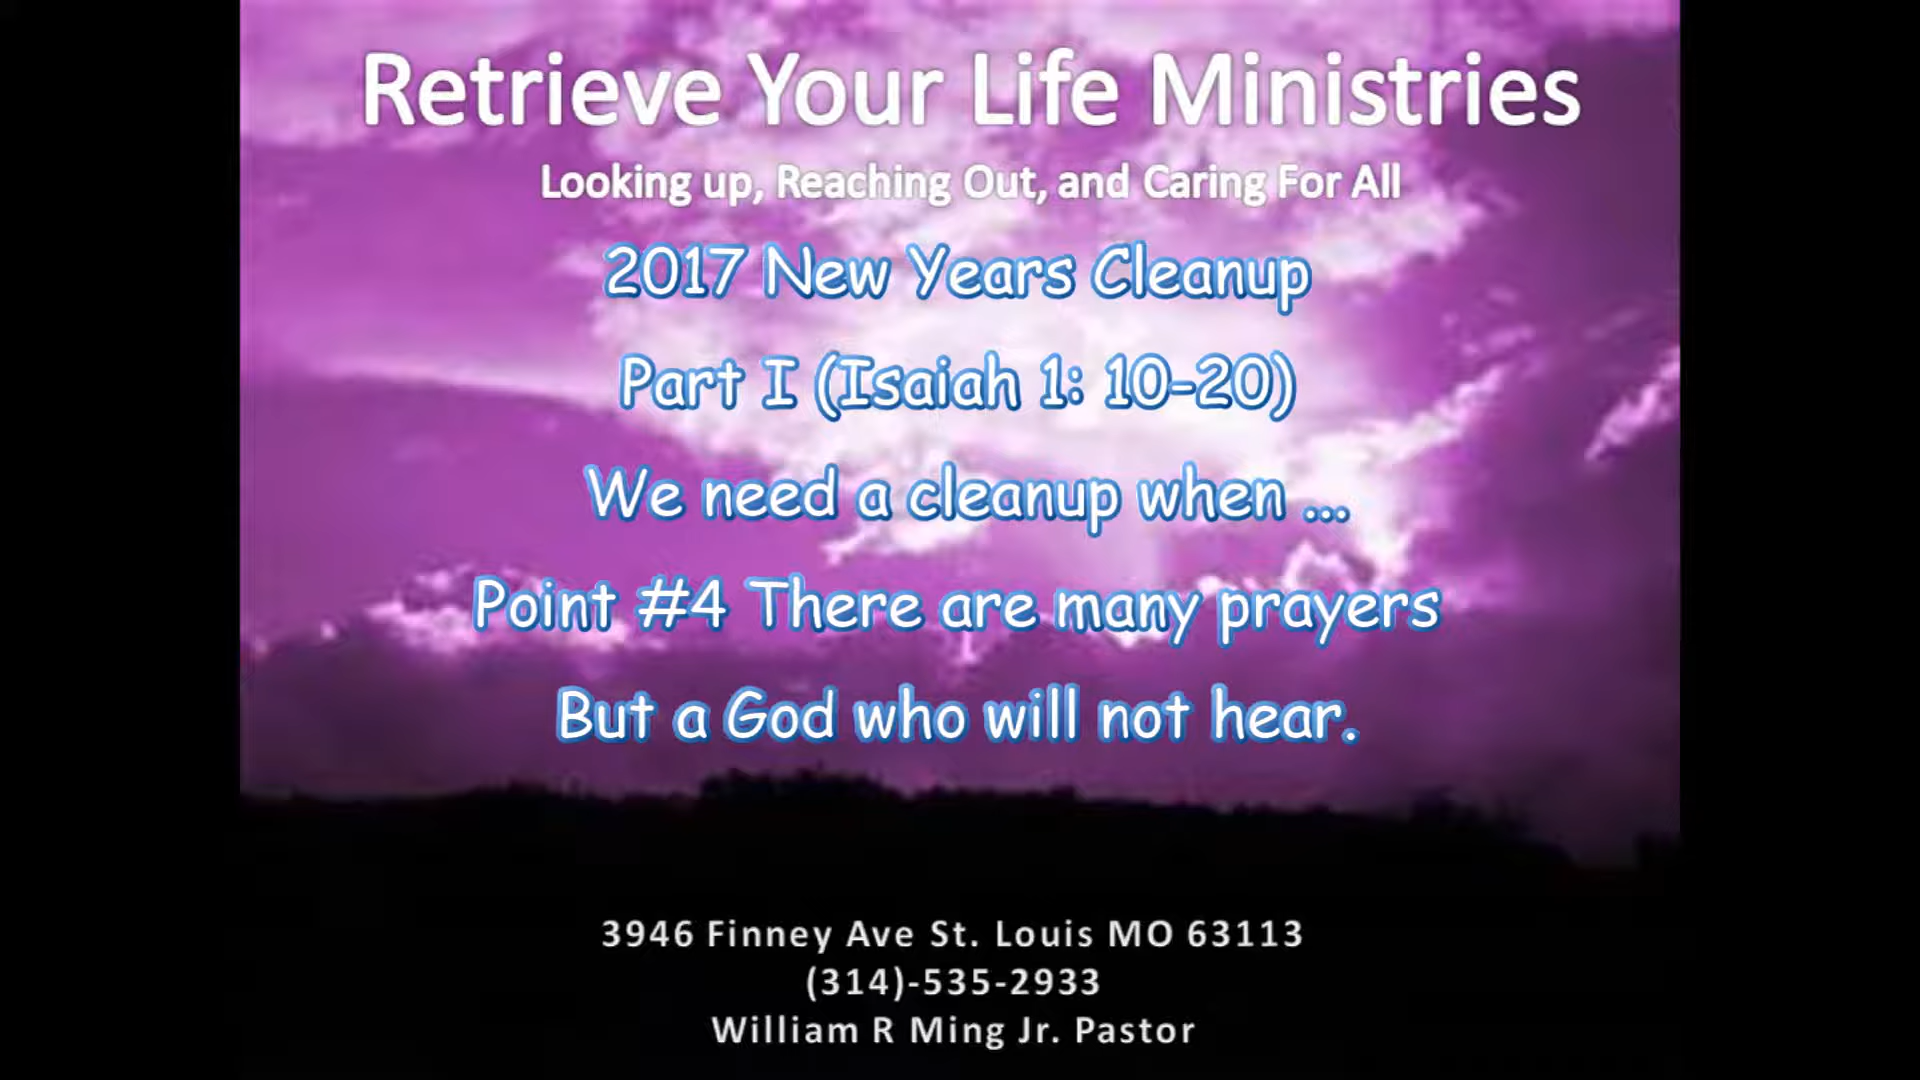 Retrieve Your Life Ministries
Looking up, Reaching Out, and Caring For All
2017 New Years Cleanup
Part I (Isaiah 1: 10-20)
We need a cleanup when ...
Point #4 There are many prayers
But a God who will not hear.
3946 Finney Ave St. Louis MO 63113
(314)-535-2933
William R Ming Jr. Pastor